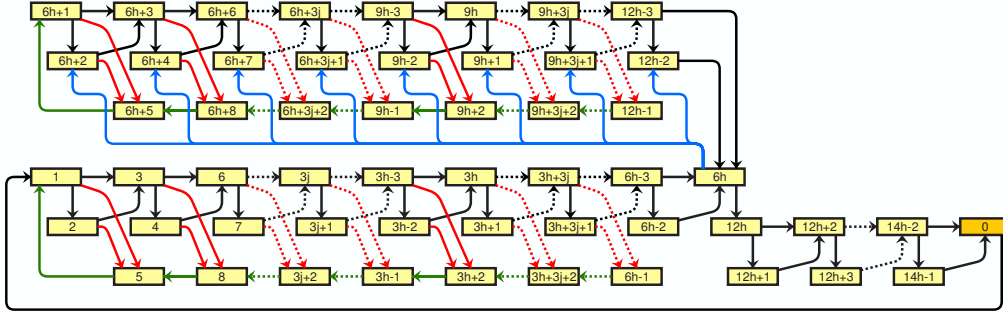 6h+1 6h+3 6h+6 6h+3j 9h-3 9h 9h+3j 12h-3
6h+2 6h+4 6h+7 6h+3j+1 9h-2 9h+1 9h+3j+1 12h-2
6h+5 6h+8 6h+3j+2 9h-1 9h+2 9h+3j+2 12h-1
1 3 6 3j 3h-3 3h 3h+3j 6h-3 6h
2 4 7 3j+1 3h-2 3h+1 3h+3j+1 6h-2 12h 12h+2 14h-2 0
5 8 3j+2 3h-1 3h+2 3h+3j+2 6h-1 12h+1 12h+3 14h-1